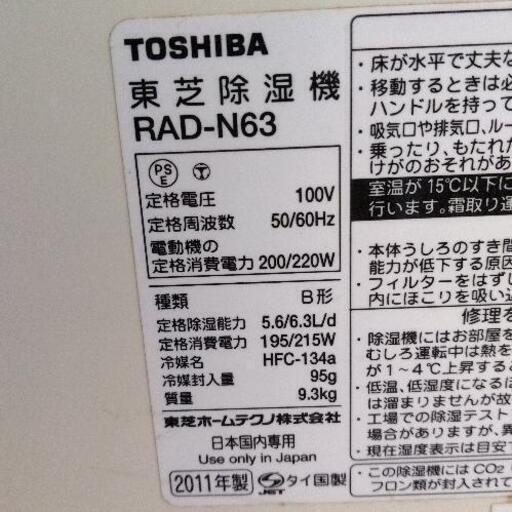 TOSHIBA
東芝除湿機
RAD-N63
PS
E
定格電圧 100V
定格周波数 50/60Hz
電動機の
定格消費電力 200/220W
種類 B形
定格除湿能力 5.6/6.3L/d
定格消費電力 195/215W
冷媒名 HFC-134a
冷媒封入量 95g
質量 9.3kg
東芝ホームテクノ株式会社
日本国内専用
Use only in Japan
2011年製 JET タイ国製
・床が水平で丈夫な
・移動するときは必
ハンドルを持って
・吸気口や排気口、ルー
・乗ったり、もたれた
けがのおそれがあ
室温が15℃以下に
行います。霜取り運
・本体うしろのすき間
能力が低下する原因
・フィルターをはずし
内にほこりを吸い込
修理を
・除湿機にはお部屋を
むしろ運転中は熱を
が1〜4℃上昇する
・低温、低湿度になるほ
は溜まりませんが故
・工場での除湿テスト
場合がありますが、異
・現在湿度表示は目安で
・この除湿機にはCO2
フロン類が封入されて